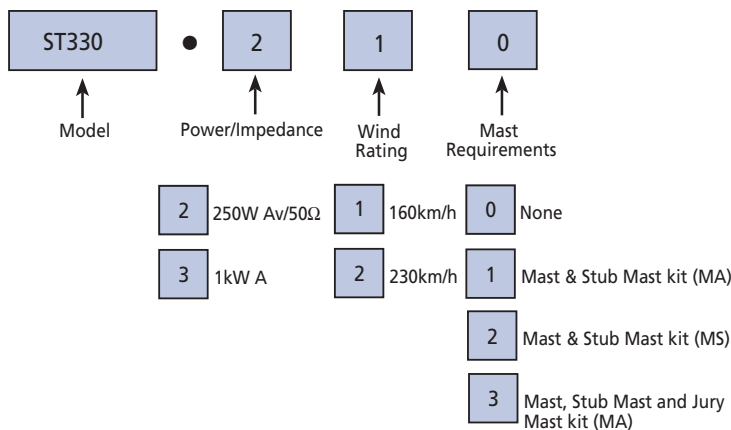 ST330 • 2 1 0
Model
Power/Impedance
Wind
Rating
Mast
Requirements
2 250W Av/50Ω
1 160km/h
0 None
3 1kW A
2 230km/h
1 Mast & Stub Mast kit (MA)
2 Mast & Stub Mast kit (MS)
3 Mast, Stub Mast and Jury
Mast kit (MA)